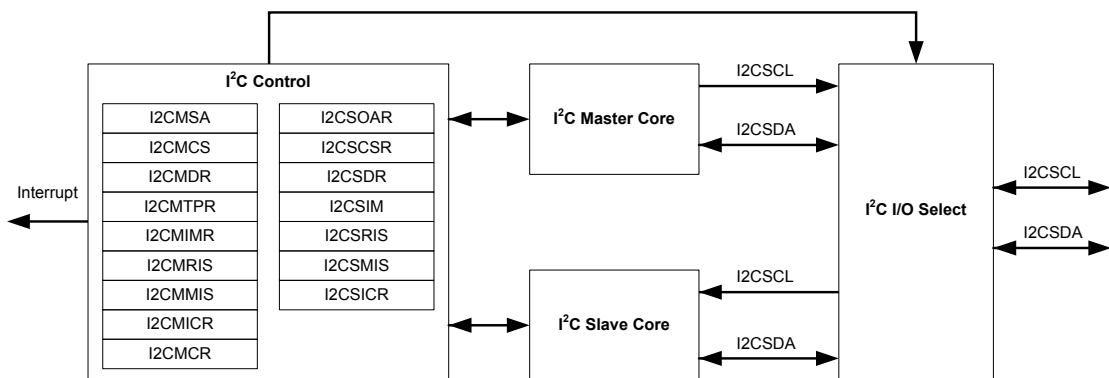 I²C Control
I2CMSA
I2CMCS
I2CMDR
I2CMTPR
I2CMIMR
I2CMRIS
I2CMMIS
I2CMICR
I2CMCR
I2CSOAR
I2CSCSR
I2CSDR
I2CSIM
I2CSRIS
I2CSMIS
I2CSICR
Interrupt
I²C Master Core
I2CSCL
I2CSDA
I²C Slave Core
I2CSCL
I2CSDA
I²C I/O Select
I2CSCL
I2CSDA